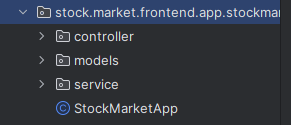 stock.market.frontend.app.stockmar
controller
models
service
StockMarketApp